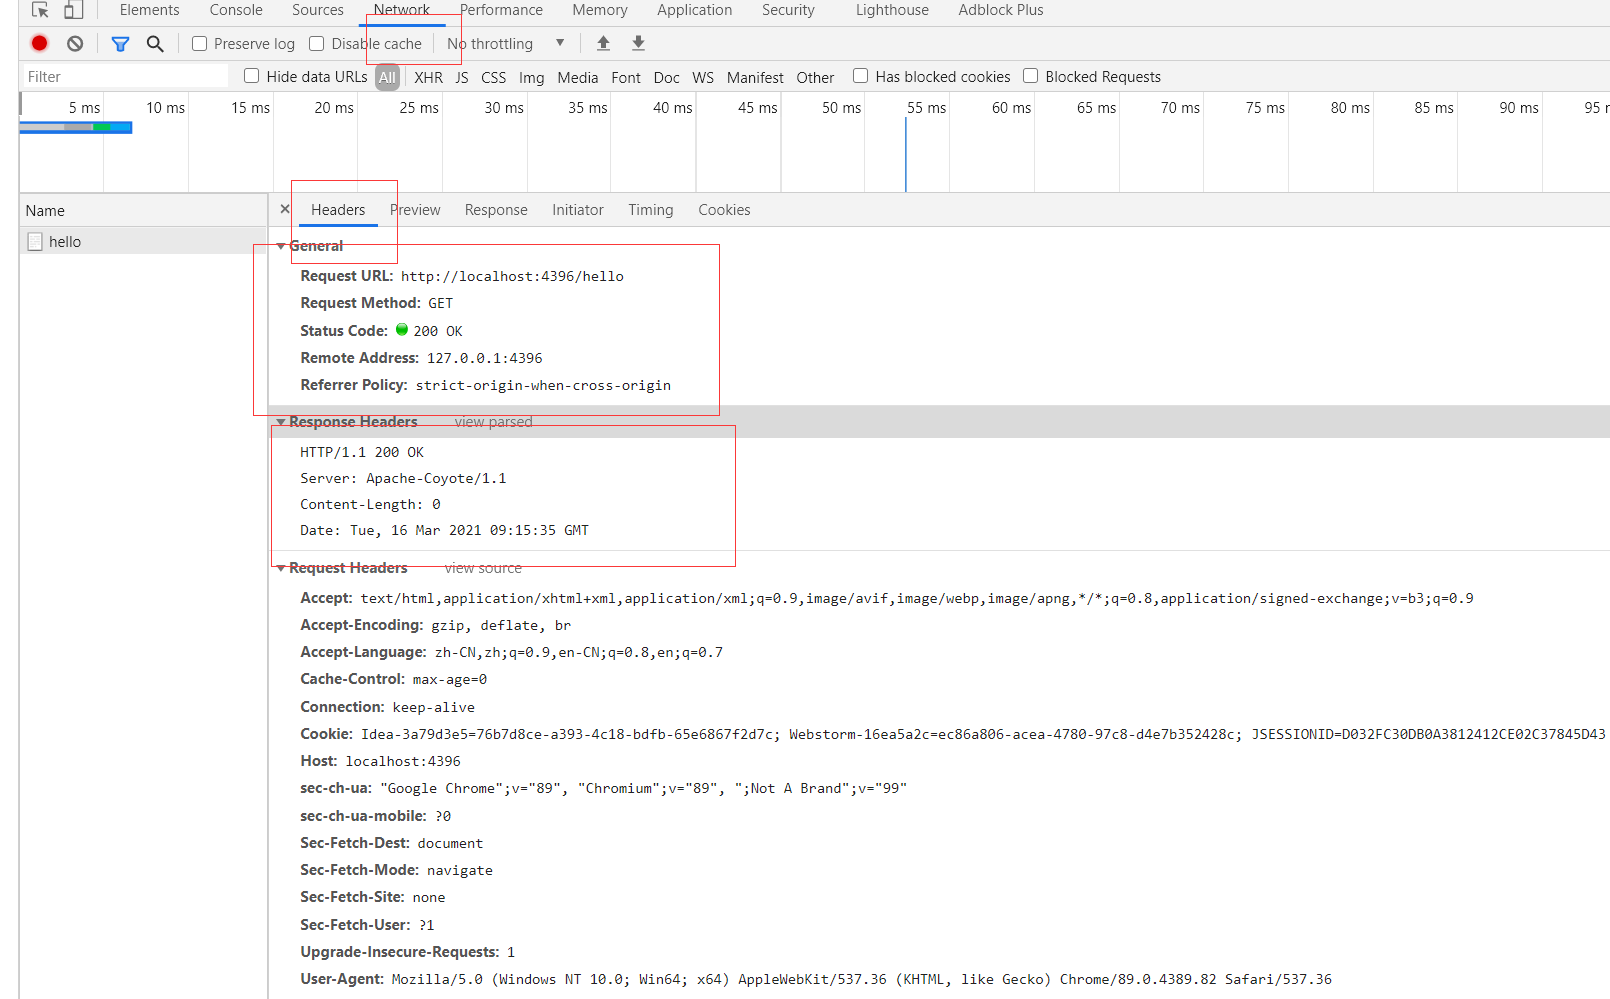 Elements Console Sources Network Performance Memory Application Security Lighthouse Adblock Plus
Preserve log Disable cache No throttling
Filter Hide data URLs All XHR JS CSS Img Media Font Doc WS Manifest Other Has blocked cookies Blocked Requests
5 ms 10 ms 15 ms 20 ms 25 ms 30 ms 35 ms 40 ms 45 ms 50 ms 55 ms 60 ms 65 ms 70 ms 75 ms 80 ms 85 ms 90 ms 95 m
Name × Headers Preview Response Initiator Timing Cookies
hello
General
Request URL: http://localhost:4396/hello
Request Method: GET
Status Code: 200 OK
Remote Address: 127.0.0.1:4396
Referrer Policy: strict-origin-when-cross-origin
Response Headers view parsed
HTTP/1.1 200 OK
Server: Apache-Coyote/1.1
Content-Length: 0
Date: Tue, 16 Mar 2021 09:15:35 GMT
Request Headers view source
Accept: text/html,application/xhtml+xml,application/xml;q=0.9,image/avif,image/webp,image/apng,*/*;q=0.8,application/signed-exchange;v=b3;q=0.9
Accept-Encoding: gzip, deflate, br
Accept-Language: zh-CN,zh;q=0.9,en-CN;q=0.8,en;q=0.7
Cache-Control: max-age=0
Connection: keep-alive
Cookie: Idea-3a79d3e5=76b7d8ce-a393-4c18-bdfb-65e6867f2d7c; Webstorm-16ea5a2c=ec86a806-acea-4780-97c8-d4e7b352428c; JSESSIONID=D032FC30DB0A3812412CE02C37845D43
Host: localhost:4396
sec-ch-ua: "Google Chrome";v="89", "Chromium";v="89", ";Not A Brand";v="99"
sec-ch-ua-mobile: ?0
Sec-Fetch-Dest: document
Sec-Fetch-Mode: navigate
Sec-Fetch-Site: none
Sec-Fetch-User: ?1
Upgrade-Insecure-Requests: 1
User-Agent: Mozilla/5.0 (Windows NT 10.0; Win64; x64) AppleWebKit/537.36 (KHTML, like Gecko) Chrome/89.0.4389.82 Safari/537.36